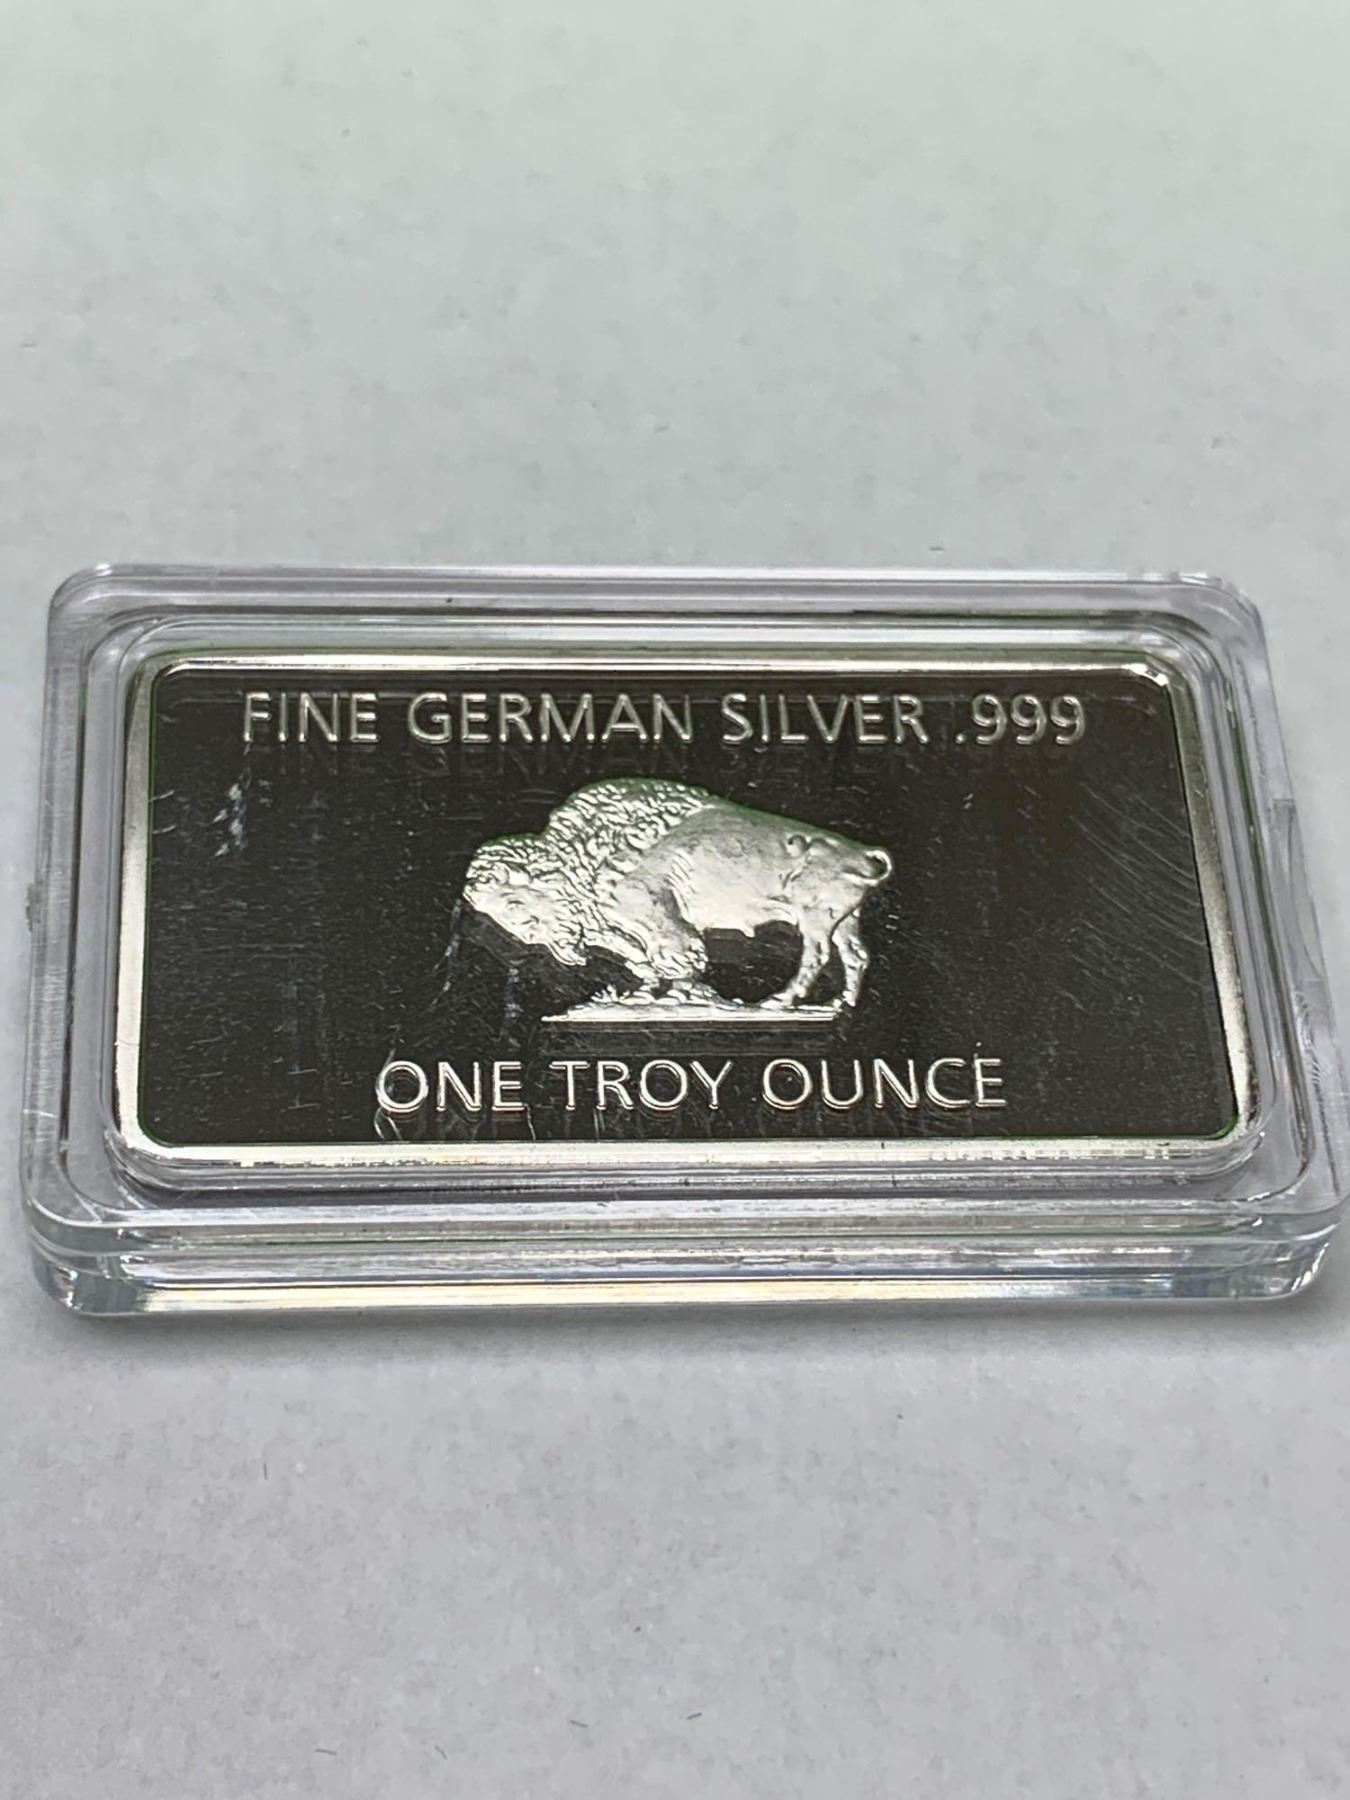 FINE GERMAN SILVER .999
ONE TROY OUNCE